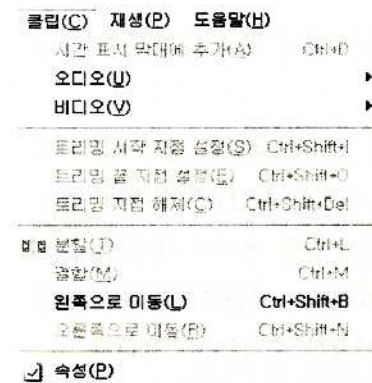 클립(C) 재생(P) 도움말(H)
시간 표시 막대에 추가(A) Ctrl+D
오디오(U)
비디오(V)
트리밍 시작 지점 설정(S) Ctrl+Shift+I
트리밍 끝 지점 설정(E) Ctrl+Shift+O
트리밍 지점 해제(C) Ctrl+Shift+Del
분할(T) Ctrl+L
결합(M) Ctrl+M
왼쪽으로 이동(L) Ctrl+Shift+B
오른쪽으로 이동(R) Ctrl+Shift+N
속성(P)